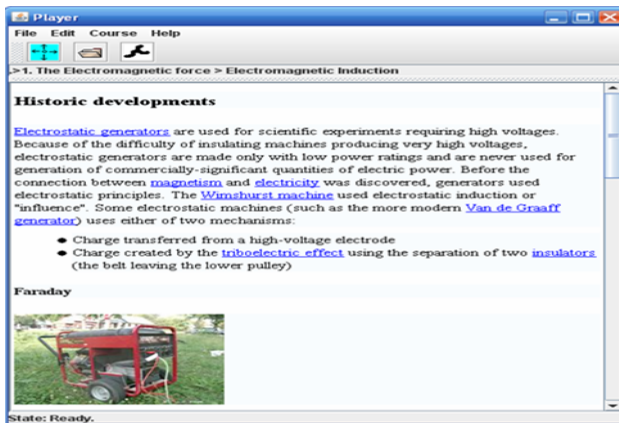 Player
File Edit Course Help
>1. The Electromagnetic force > Electromagnetic Induction
Historic developments
Electrostatic generators are used for scientific experiments requiring high voltages.
Because of the difficulty of insulating machines producing very high voltages,
electrostatic generators are made only with low power ratings and are never used for
generation of commercially-significant quantities of electric power. Before the
connection between magnetism and electricity was discovered, generators used
electrostatic principles. The Wimshurst machine used electrostatic induction or
"influence". Some electrostatic machines (such as the more modern Van de Graaff
generator) uses either of two mechanisms:
● Charge transferred from a high-voltage electrode
● Charge created by the triboelectric effect using the separation of two insulators
(the belt leaving the lower pulley)
Faraday
State: Ready.